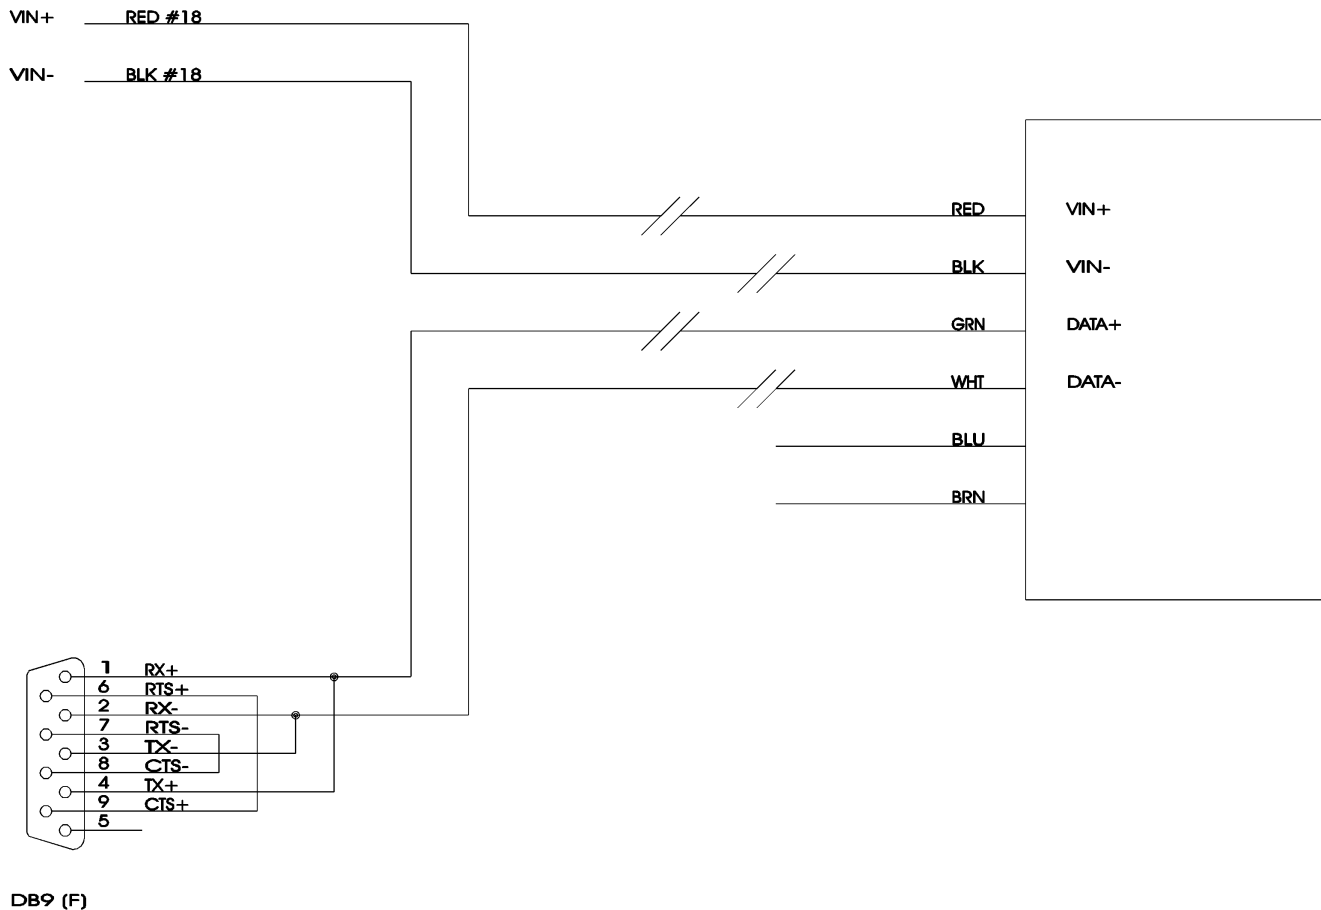 VIN+ RED #18
VIN- BLK #18
RED VIN+
BLK VIN-
GRN DATA+
WHT DATA-
BLU
BRN
1 RX+
6 RTS+
2 RX-
7 RTS-
3 TX-
8 CTS-
4 TX+
9 CTS+
5
DB9 (F)